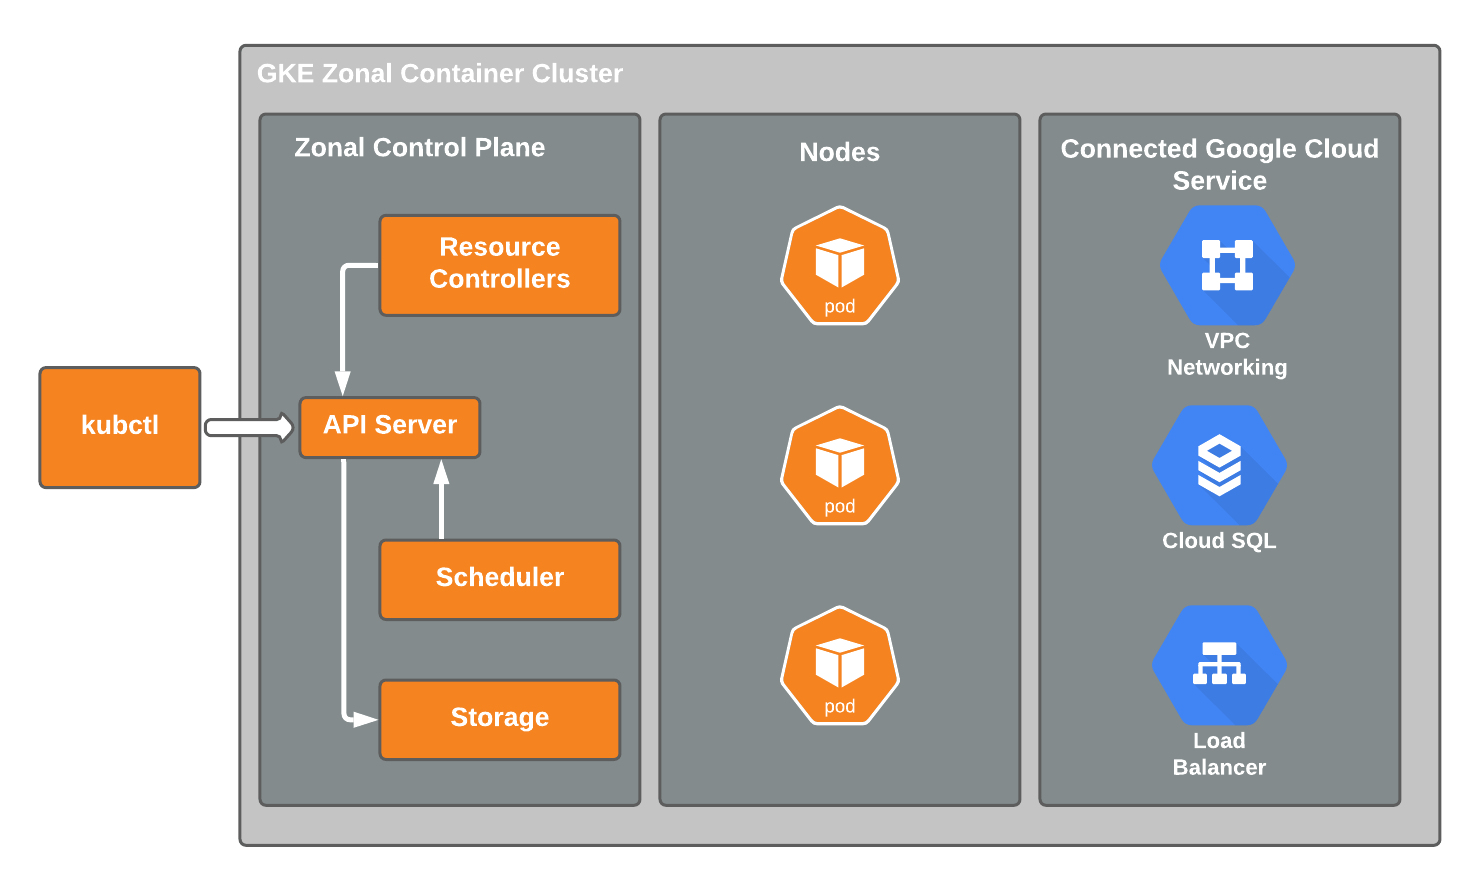 GKE Zonal Container Cluster
Zonal Control Plane
Resource
Controllers
kubctl
API Server
Scheduler
Storage
Nodes
pod
pod
pod
Connected Google Cloud
Service
VPC
Networking
Cloud SQL
Load
Balancer